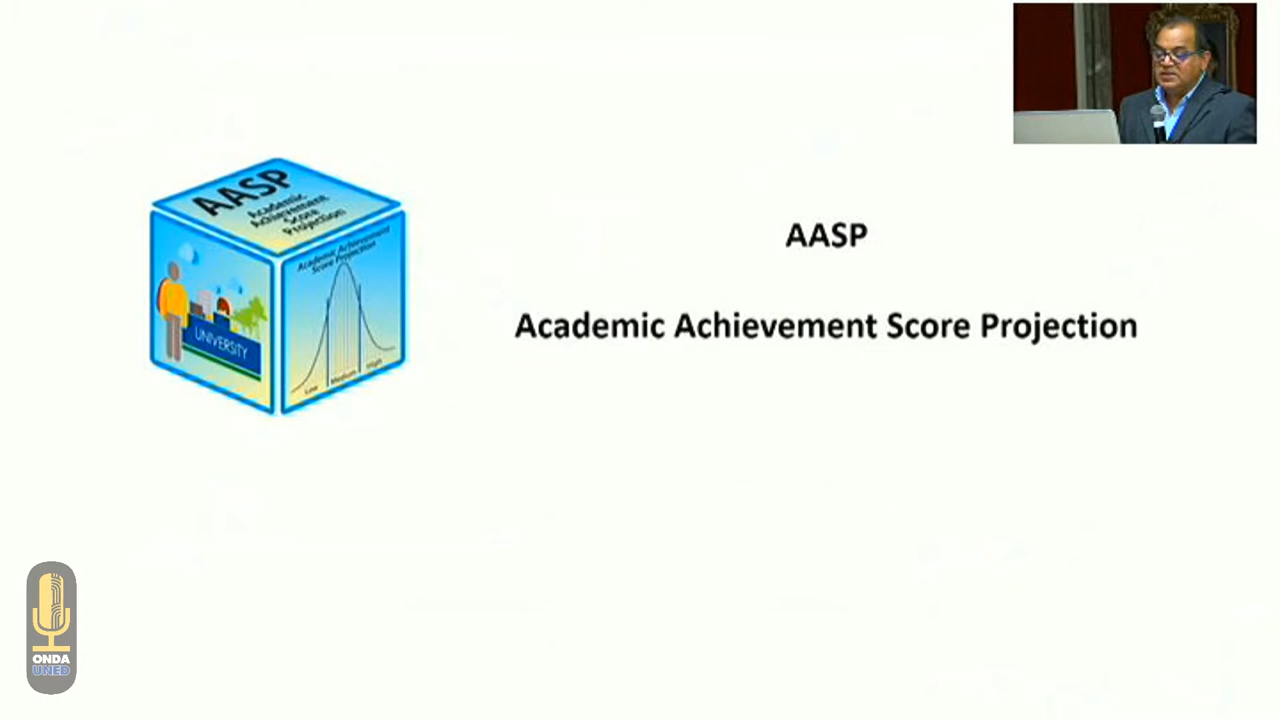 AASP
Academic
Achievement
Score
Projection
UNIVERSITY
Academic Achievement
Score Projection
Low
Medium
High
AASP
Academic Achievement Score Projection
ONDA
UNED